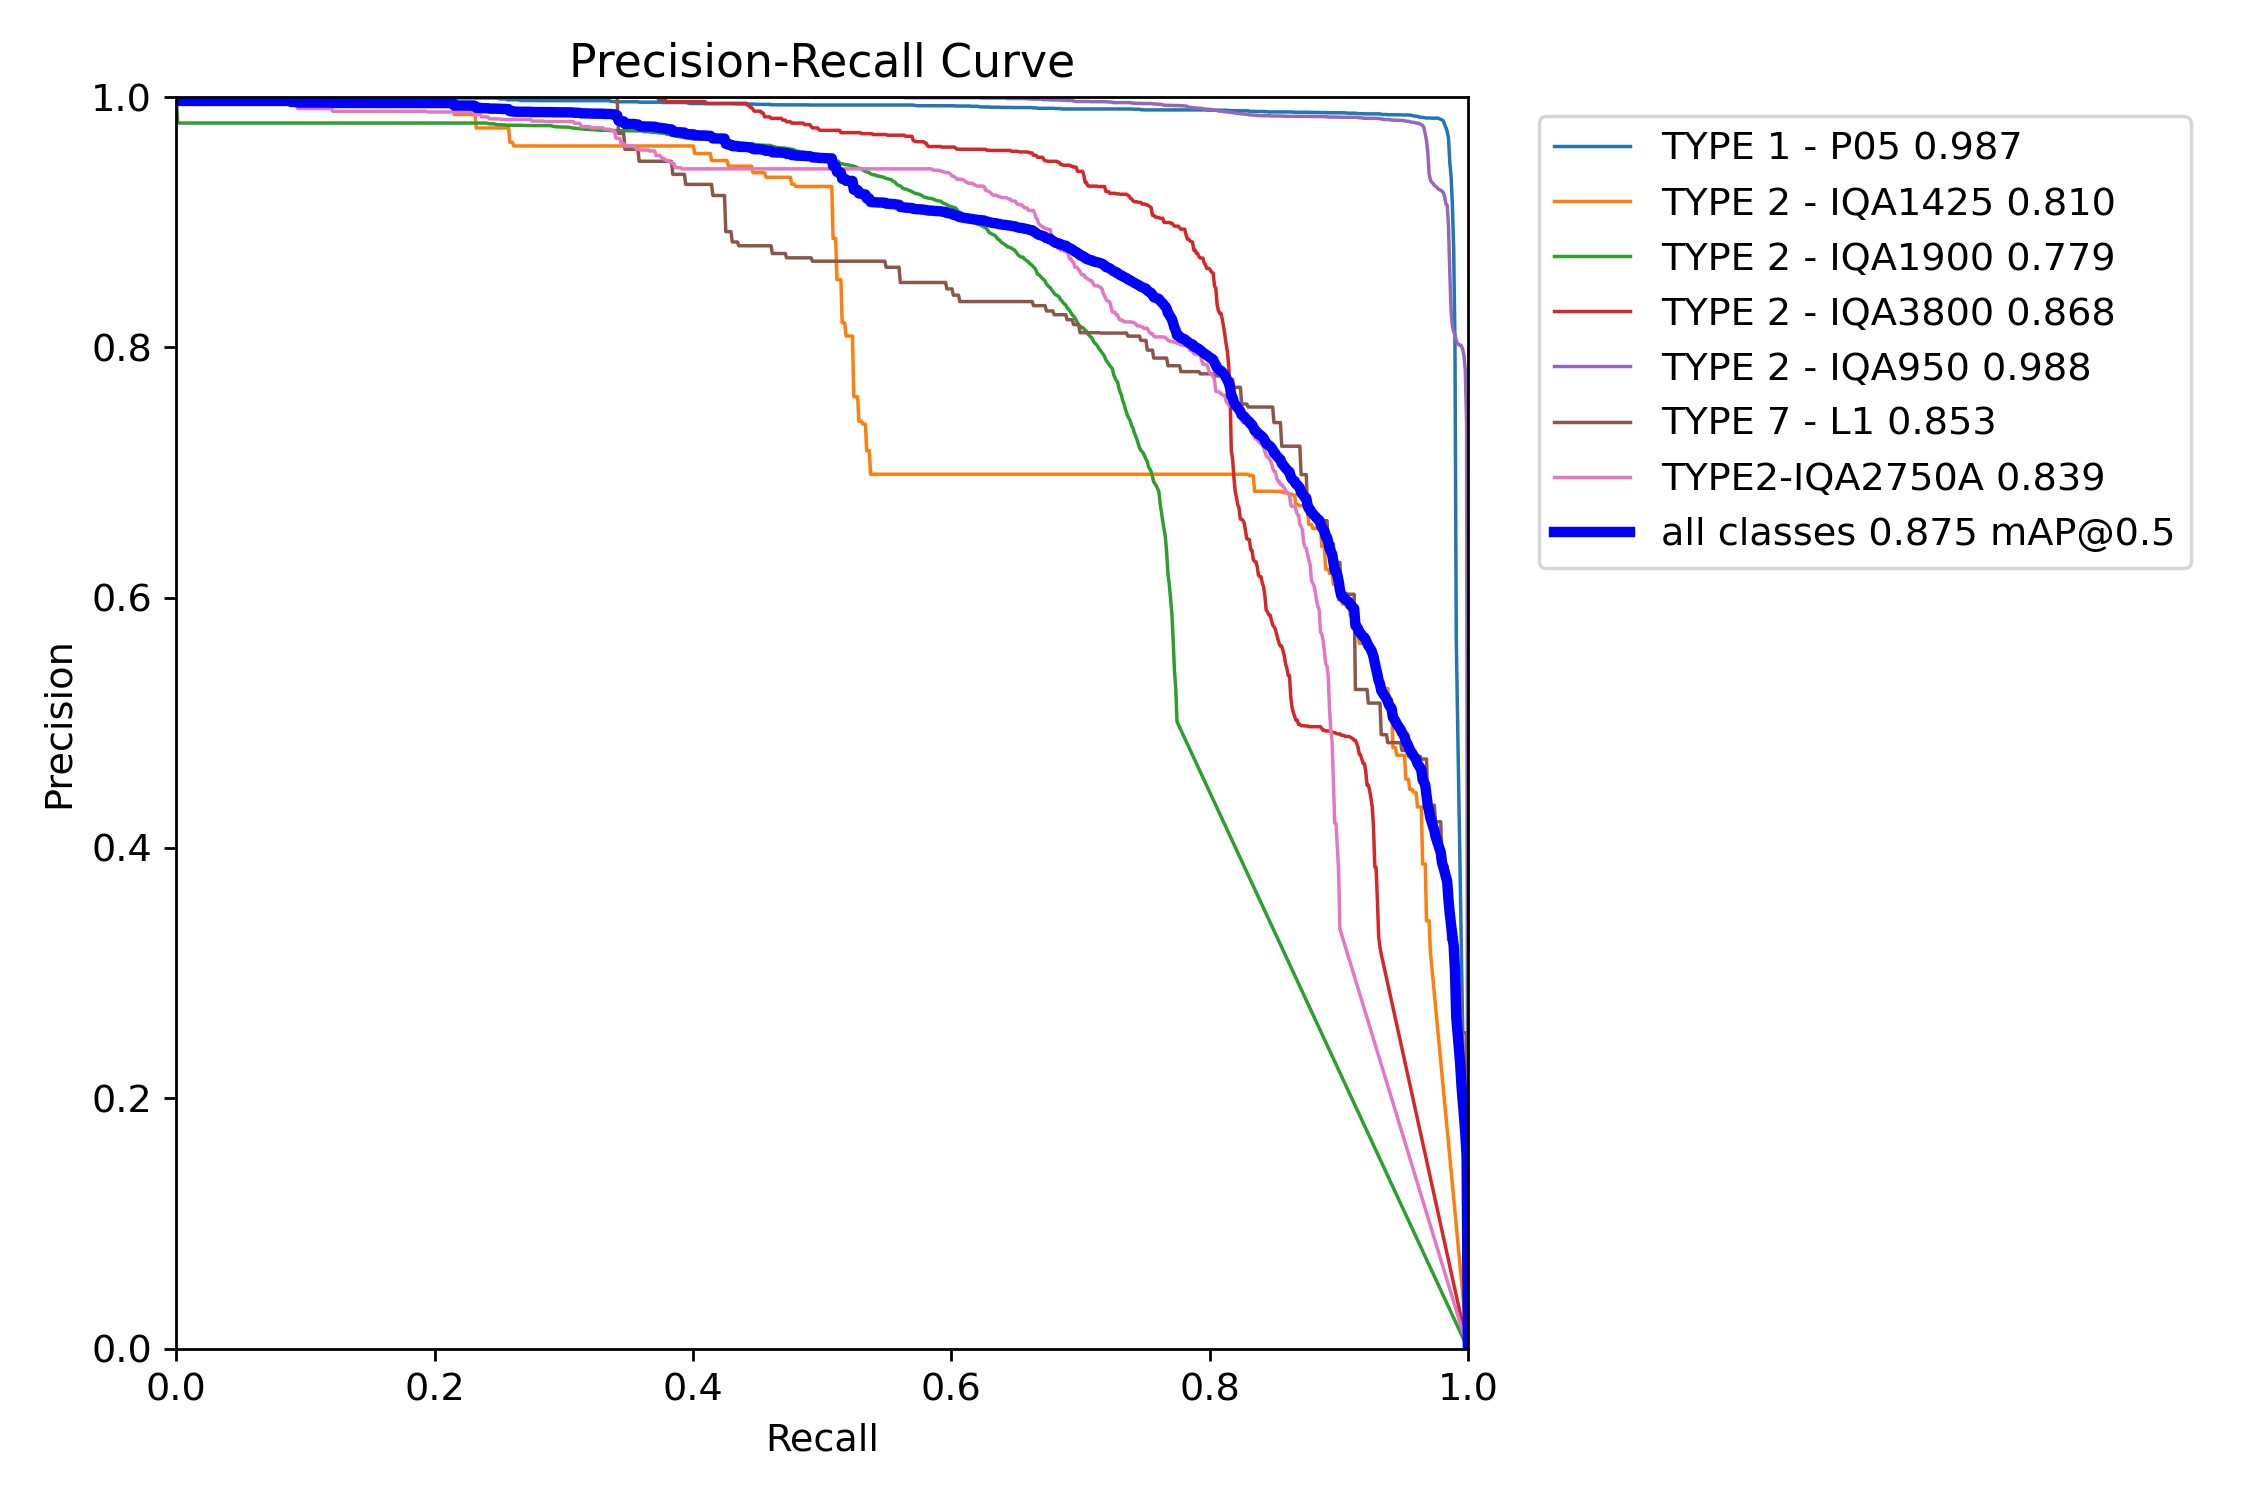 Precision-Recall Curve
1.0
0.8
0.6
0.4
0.2
0.0
Precision
0.0 0.2 0.4 0.6 0.8 1.0
Recall
TYPE 1 - P05 0.987
TYPE 2 - IQA1425 0.810
TYPE 2 - IQA1900 0.779
TYPE 2 - IQA3800 0.868
TYPE 2 - IQA950 0.988
TYPE 7 - L1 0.853
TYPE2-IQA2750A 0.839
all classes 0.875 mAP@0.5